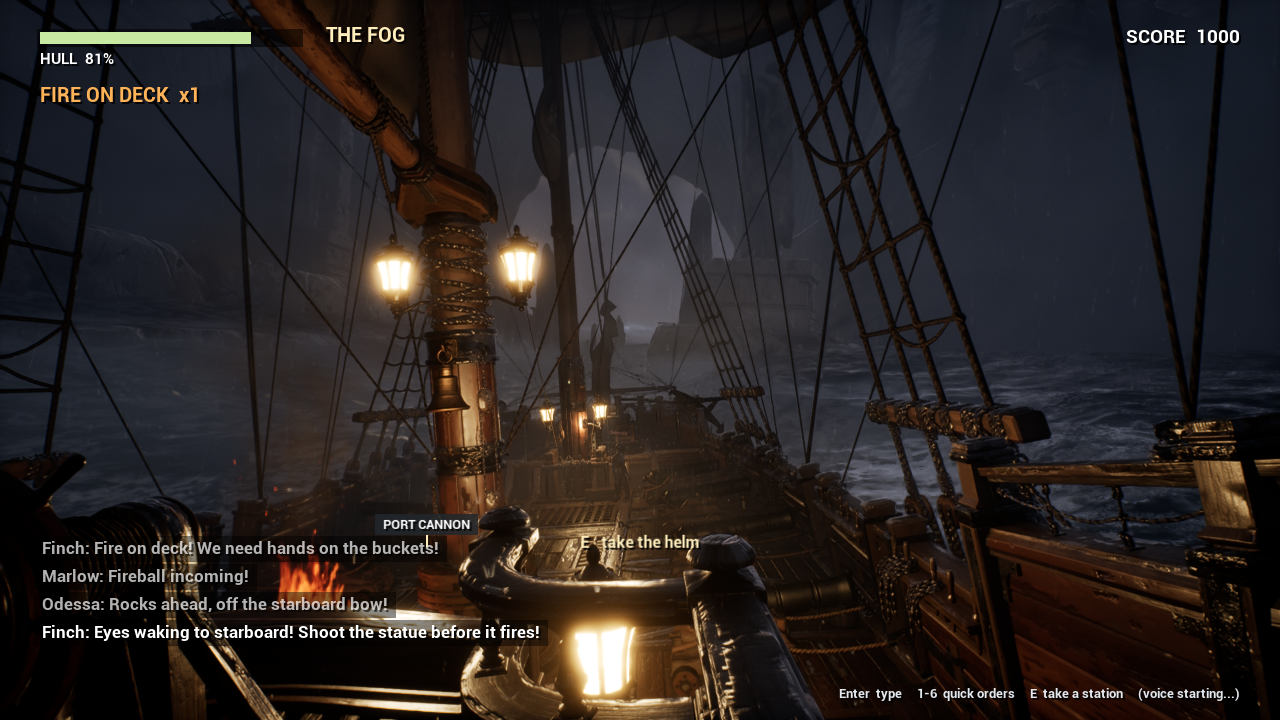 THE FOG
SCORE 1000
HULL 81%
FIRE ON DECK x1
PORT CANNON
E - take the helm
Finch: Fire on deck! We need hands on the buckets!
Marlow: Fireball incoming!
Odessa: Rocks ahead, off the starboard bow!
Finch: Eyes waking to starboard! Shoot the statue before it fires!
Enter type 1-6 quick orders E take a station (voice starting...)